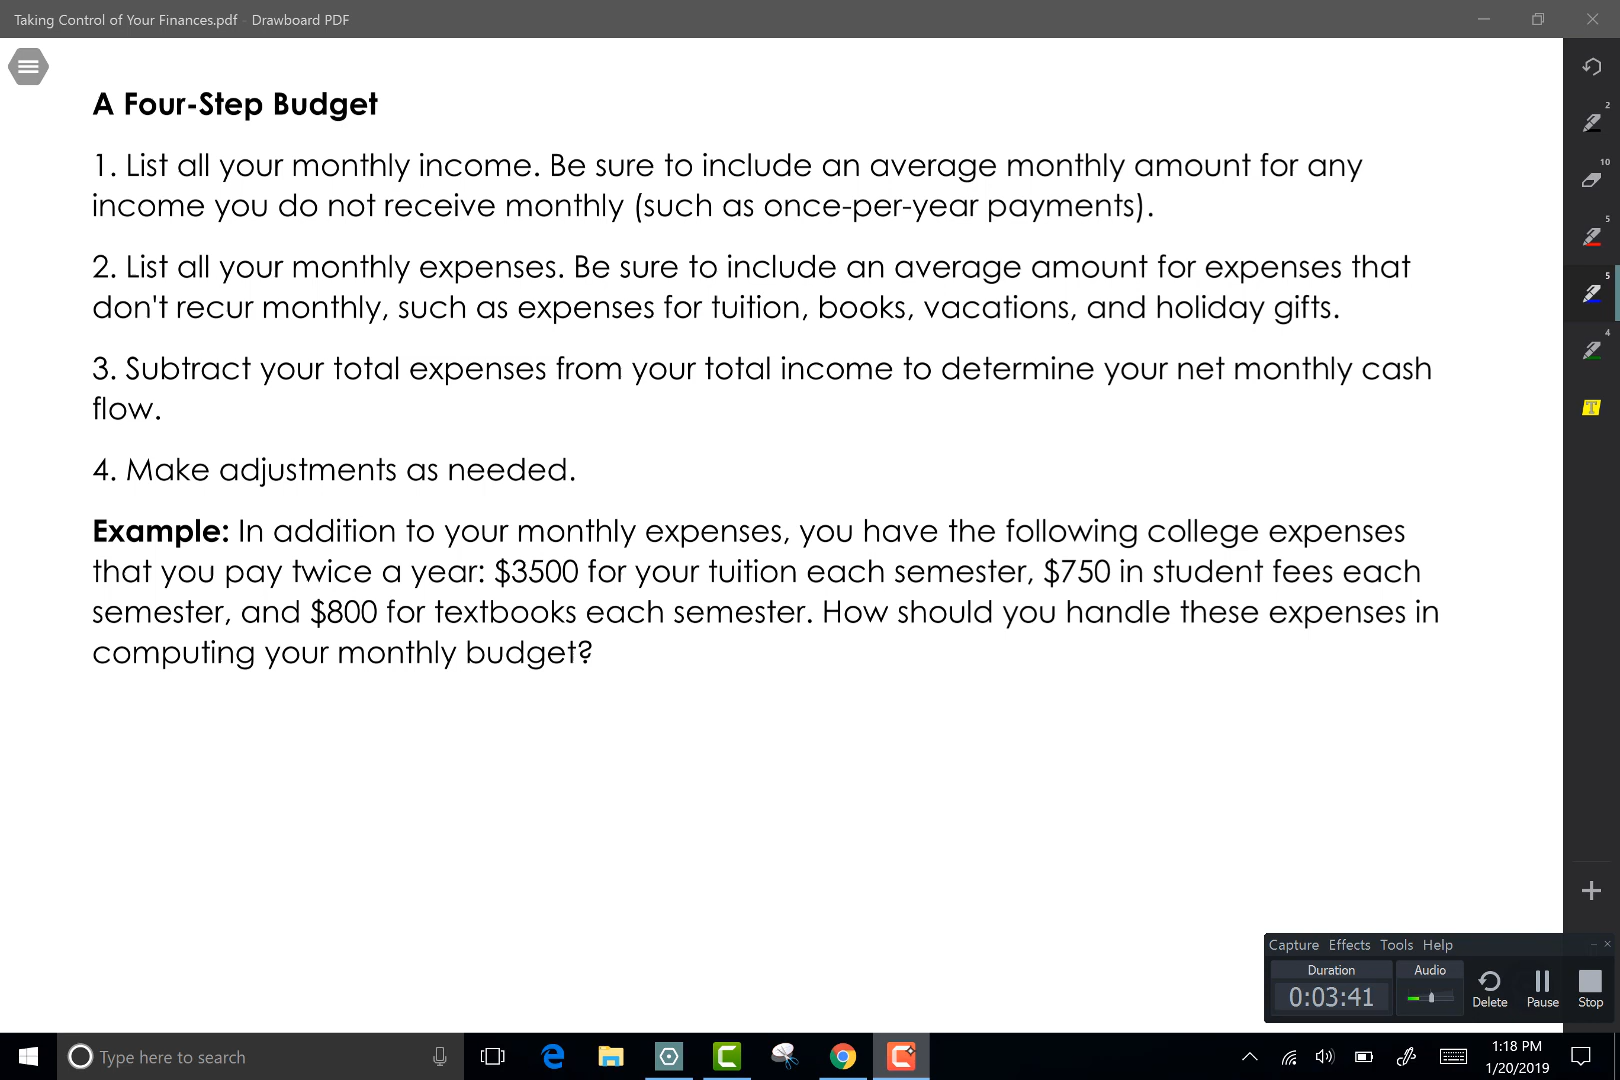 Taking Control of Your Finances.pdf - Drawboard PDF
A Four-Step Budget
2
1. List all your monthly income. Be sure to include an average monthly amount for any
10
income you do not receive monthly (such as once-per-year payments).
5
2. List all your monthly expenses. Be sure to include an average amount for expenses that
5
don't recur monthly, such as expenses for tuition, books, vacations, and holiday gifts.
4
3. Subtract your total expenses from your total income to determine your net monthly cash
flow.
T
4. Make adjustments as needed.
Example: In addition to your monthly expenses, you have the following college expenses
that you pay twice a year: $3500 for your tuition each semester, $750 in student fees each
semester, and $800 for textbooks each semester. How should you handle these expenses in
computing your monthly budget?
Capture Effects Tools Help
Duration Audio
0:03:41
Delete Pause Stop
Type here to search
1:18 PM
1/20/2019